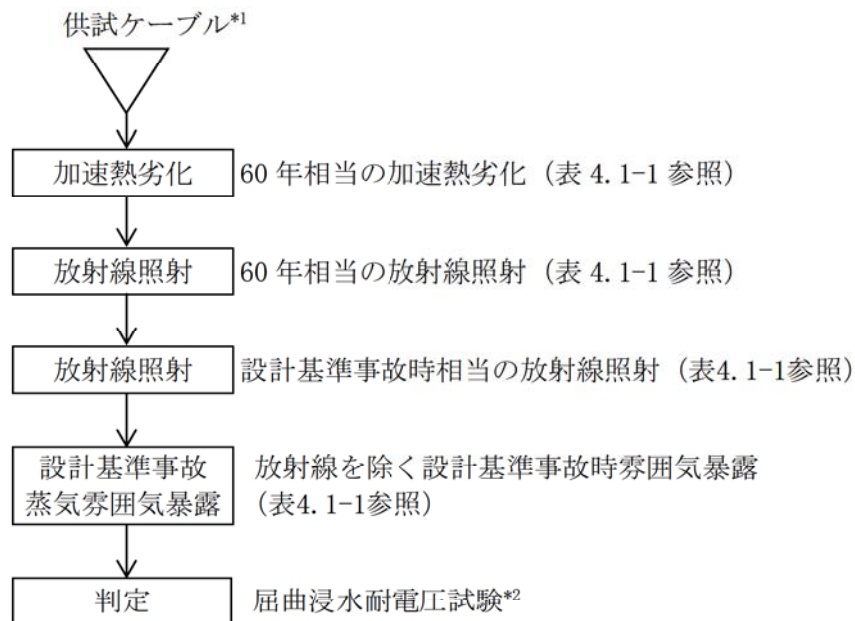 供試ケーブル*1
加速熱劣化 60年相当の加速熱劣化（表 4.1-1 参照）
放射線照射 60年相当の放射線照射（表 4.1-1 参照）
放射線照射 設計基準事故時相当の放射線照射（表4.1-1参照）
設計基準事故
蒸気雰囲気暴露
放射線を除く設計基準事故時雰囲気暴露
（表4.1-1参照）
判定 屈曲浸水耐電圧試験*2